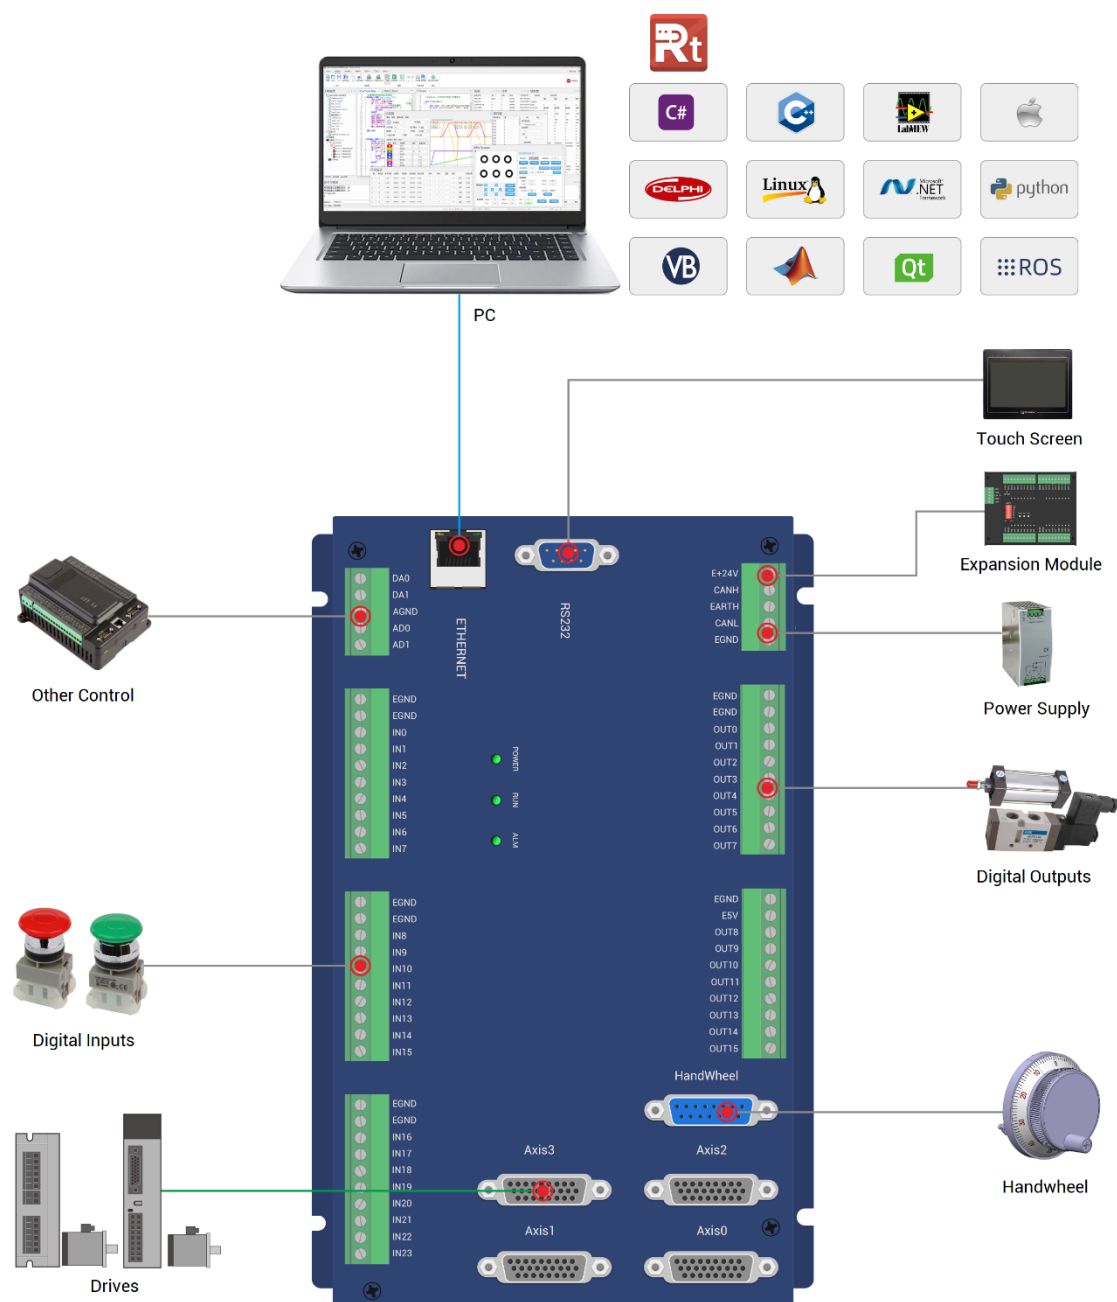 Rt
C#
C++
LabVIEW
DELPHI
Linux
Microsoft
.NET
Framework
python
VB
Qt
ROS
PC
Touch Screen
Expansion Module
Power Supply
Digital Outputs
Handwheel
Other Control
Digital Inputs
Drives
ETHERNET
RS232
DA0
DA1
AGND
AD0
AD1
E+24V
CANH
EARTH
CANL
EGND
EGND
EGND
IN0
IN1
IN2
IN3
IN4
IN5
IN6
IN7
POWER
RUN
ALM
EGND
EGND
OUT0
OUT1
OUT2
OUT3
OUT4
OUT5
OUT6
OUT7
EGND
EGND
IN8
IN9
IN10
IN11
IN12
IN13
IN14
IN15
EGND
E5V
OUT8
OUT9
OUT10
OUT11
OUT12
OUT13
OUT14
OUT15
EGND
EGND
IN16
IN17
IN18
IN19
IN20
IN21
IN22
IN23
HandWheel
Axis3
Axis2
Axis1
Axis0